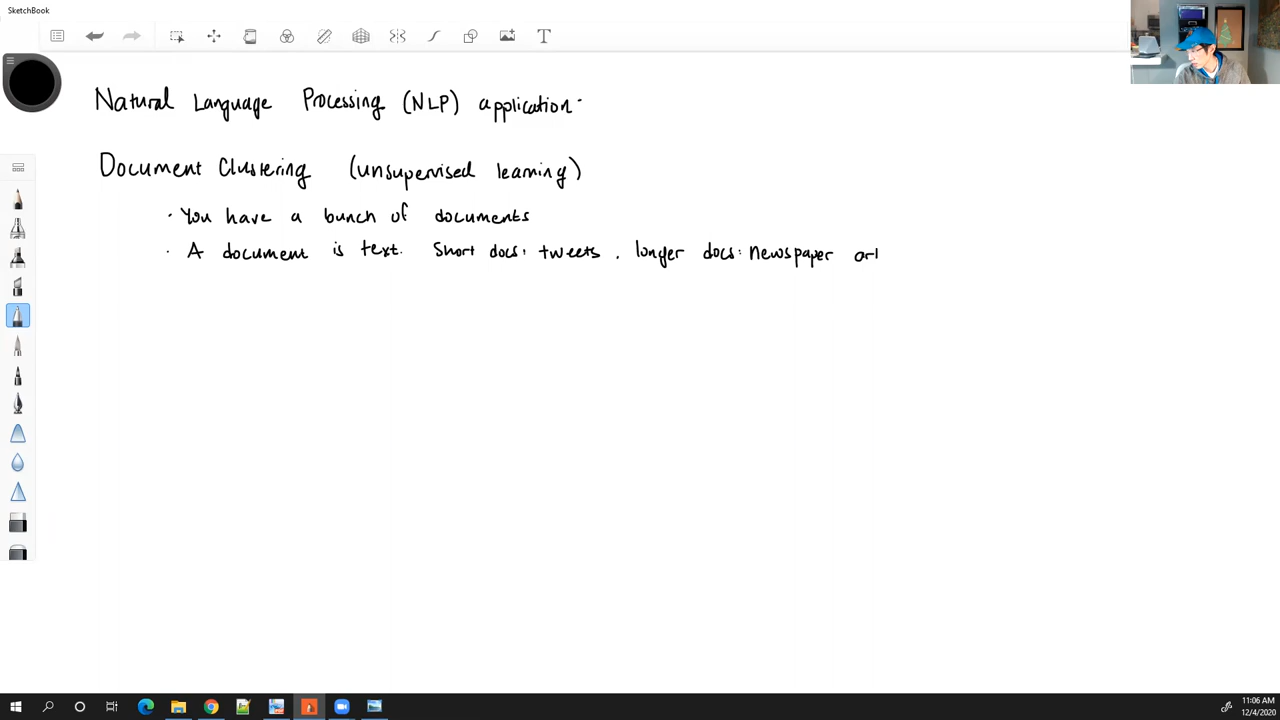 SketchBook
Natural Language Processing (NLP) application:
Document Clustering (unsupervised learning)
· You have a bunch of documents
· A document is text. Short docs: tweets. longer docs: newspaper art
11:06 AM
12/4/2020